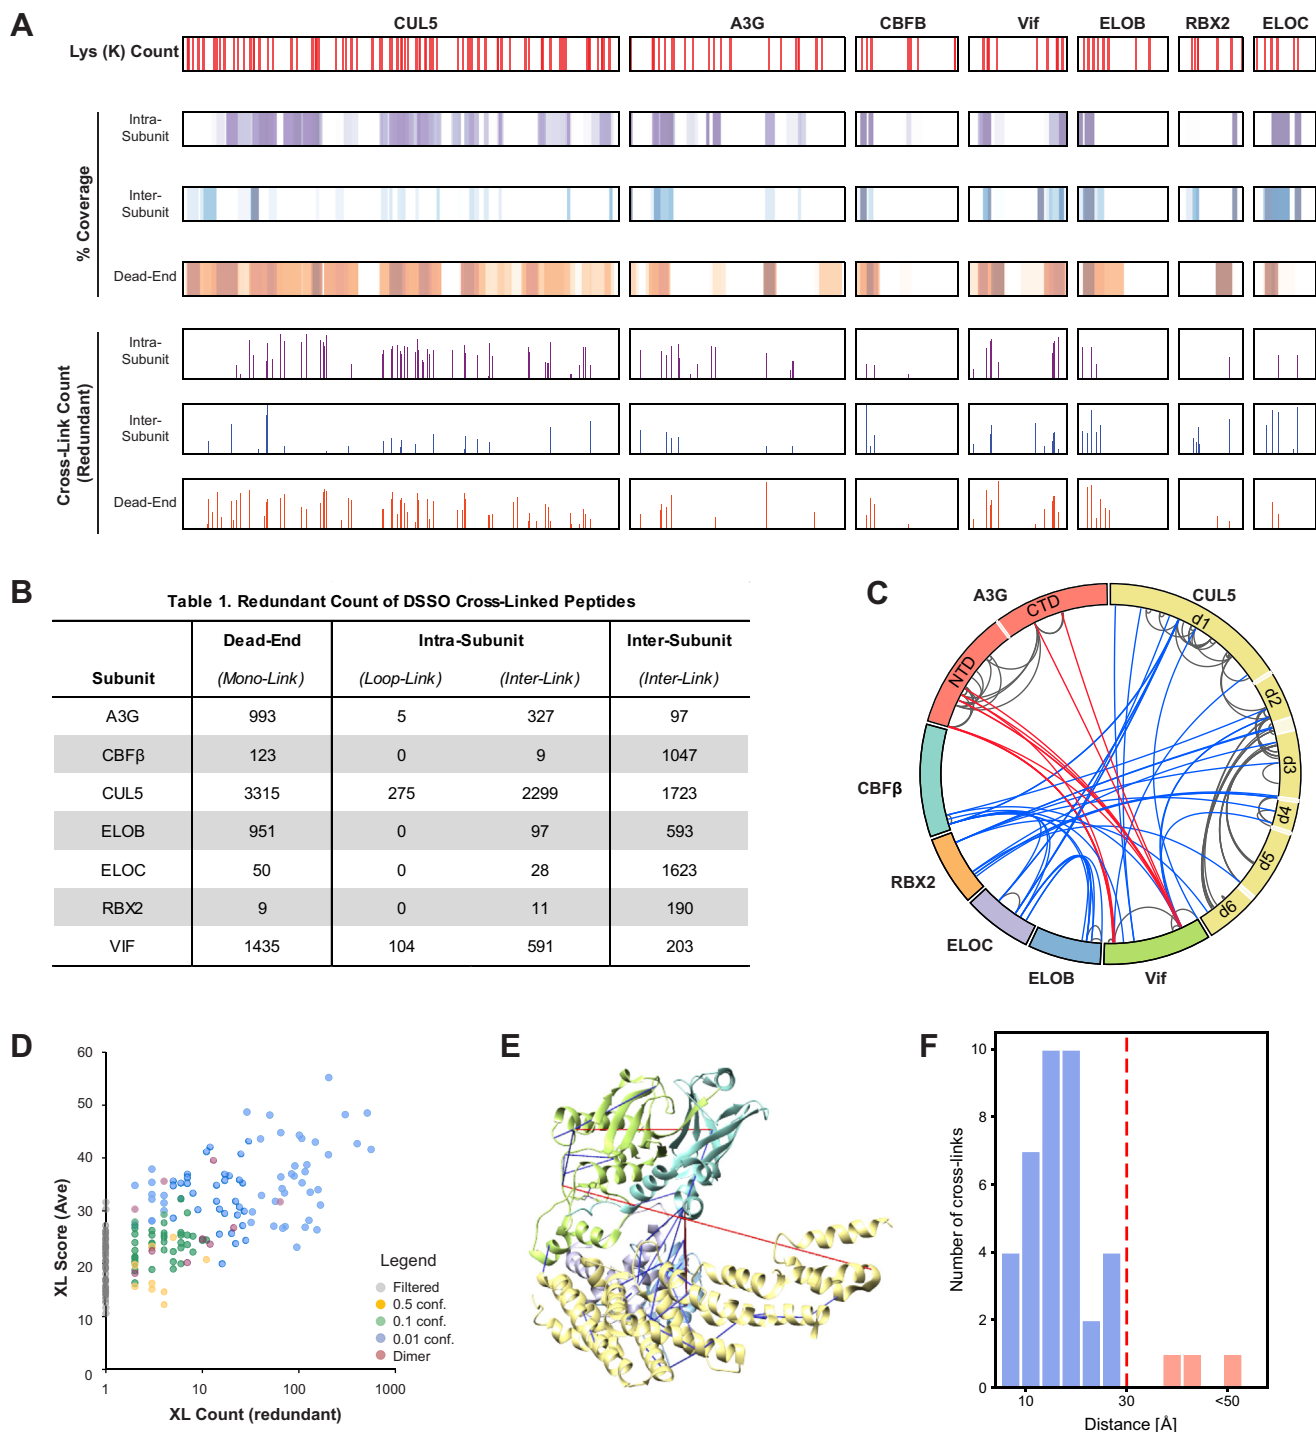 A
CUL5 A3G CBFB Vif ELOB RBX2 ELOC
Lys (K) Count
% Coverage
Intra-
Subunit
Inter-
Subunit
Dead-End
Cross-Link Count
(Redundant)
Intra-
Subunit
Inter-
Subunit
Dead-End
B
Table 1. Redundant Count of DSSO Cross-Linked Peptides
Dead-End Intra-Subunit Inter-Subunit
Subunit (Mono-Link) (Loop-Link) (Inter-Link) (Inter-Link)
A3G 993 5 327 97
CBFβ 123 0 9 1047
CUL5 3315 275 2299 1723
ELOB 951 0 97 593
ELOC 50 0 28 1623
RBX2 9 0 11 190
VIF 1435 104 591 203
C
A3G
CTD
NTD
CUL5
d1
d2
d3
d4
d5
d6
CBFβ
RBX2
ELOC
ELOB
Vif
D
XL Score (Ave)
60
50
40
30
20
10
0
1 10 100 1000
XL Count (redundant)
Legend
Filtered
0.5 conf.
0.1 conf.
0.01 conf.
Dimer
E
F
Number of cross-links
10
8
6
4
2
0
10 30 <50
Distance [Å]